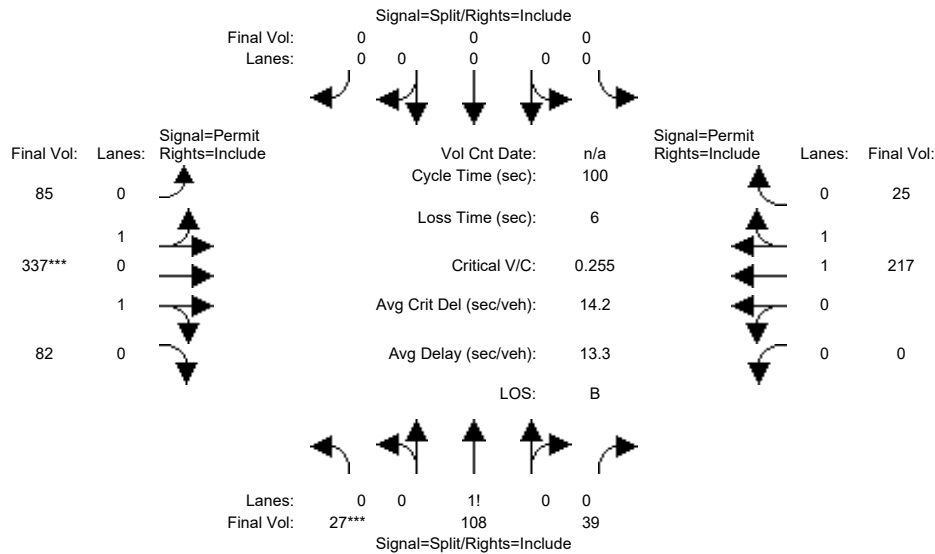 Signal=Split/Rights=Include
Final Vol: 0 0 0
Lanes: 0 0 0 0 0
Signal=Permit
Final Vol: Lanes: Rights=Include
Vol Cnt Date: n/a
Signal=Permit
Rights=Include Lanes: Final Vol:
Cycle Time (sec): 100
85 0
0 25
Loss Time (sec): 6
1
1
337*** 0
Critical V/C: 0.255
1 217
1
Avg Crit Del (sec/veh): 14.2
0
82 0
Avg Delay (sec/veh): 13.3
0 0
LOS: B
Lanes: 0 0 1! 0 0
Final Vol: 27*** 108 39
Signal=Split/Rights=Include